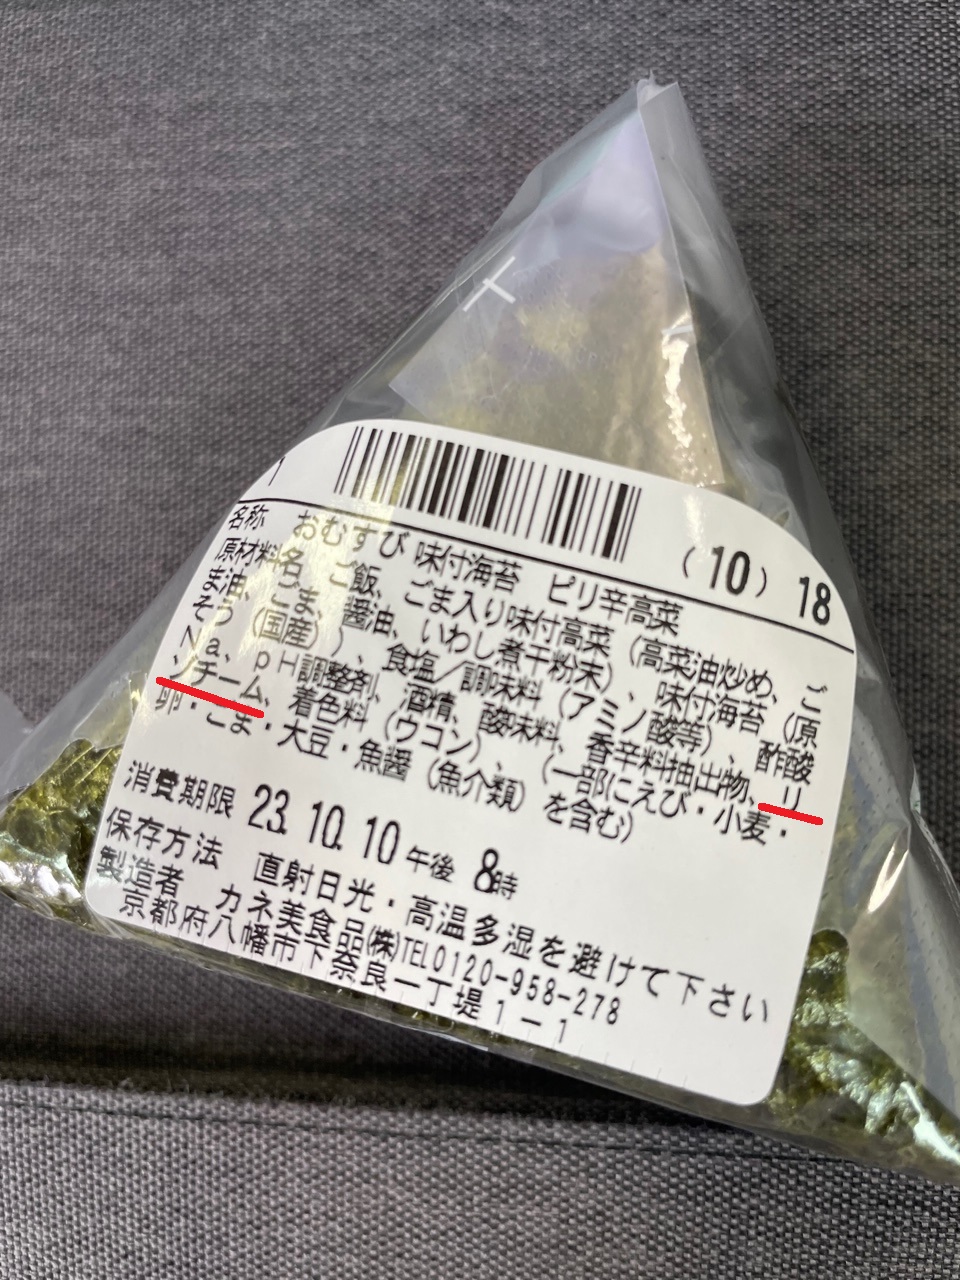 1
(10) 18
名称 おむすび 味付海苔 ピリ辛高菜
原材料名 ご飯、ごま入り味付高菜（高菜油炒め、ご
ま油、ごま、醤油、いわし煮干粉末）、味付海苔（原
そう（国産））、食塩／調味料（アミノ酸等）、酢酸
Na、pH調整剤、酒精、酸味料、香辛料抽出物、リ
ゾチーム、着色料（ウコン）、（一部にえび・小麦・
卵・ごま・大豆・魚醤（魚介類）を含む）
消費期限 23.10.10 午後 8時
保存方法 直射日光・高温多湿を避けて下さい
製造者 カネ美食品(株)TEL0120-958-278
京都府八幡市下奈良一丁堤1－1